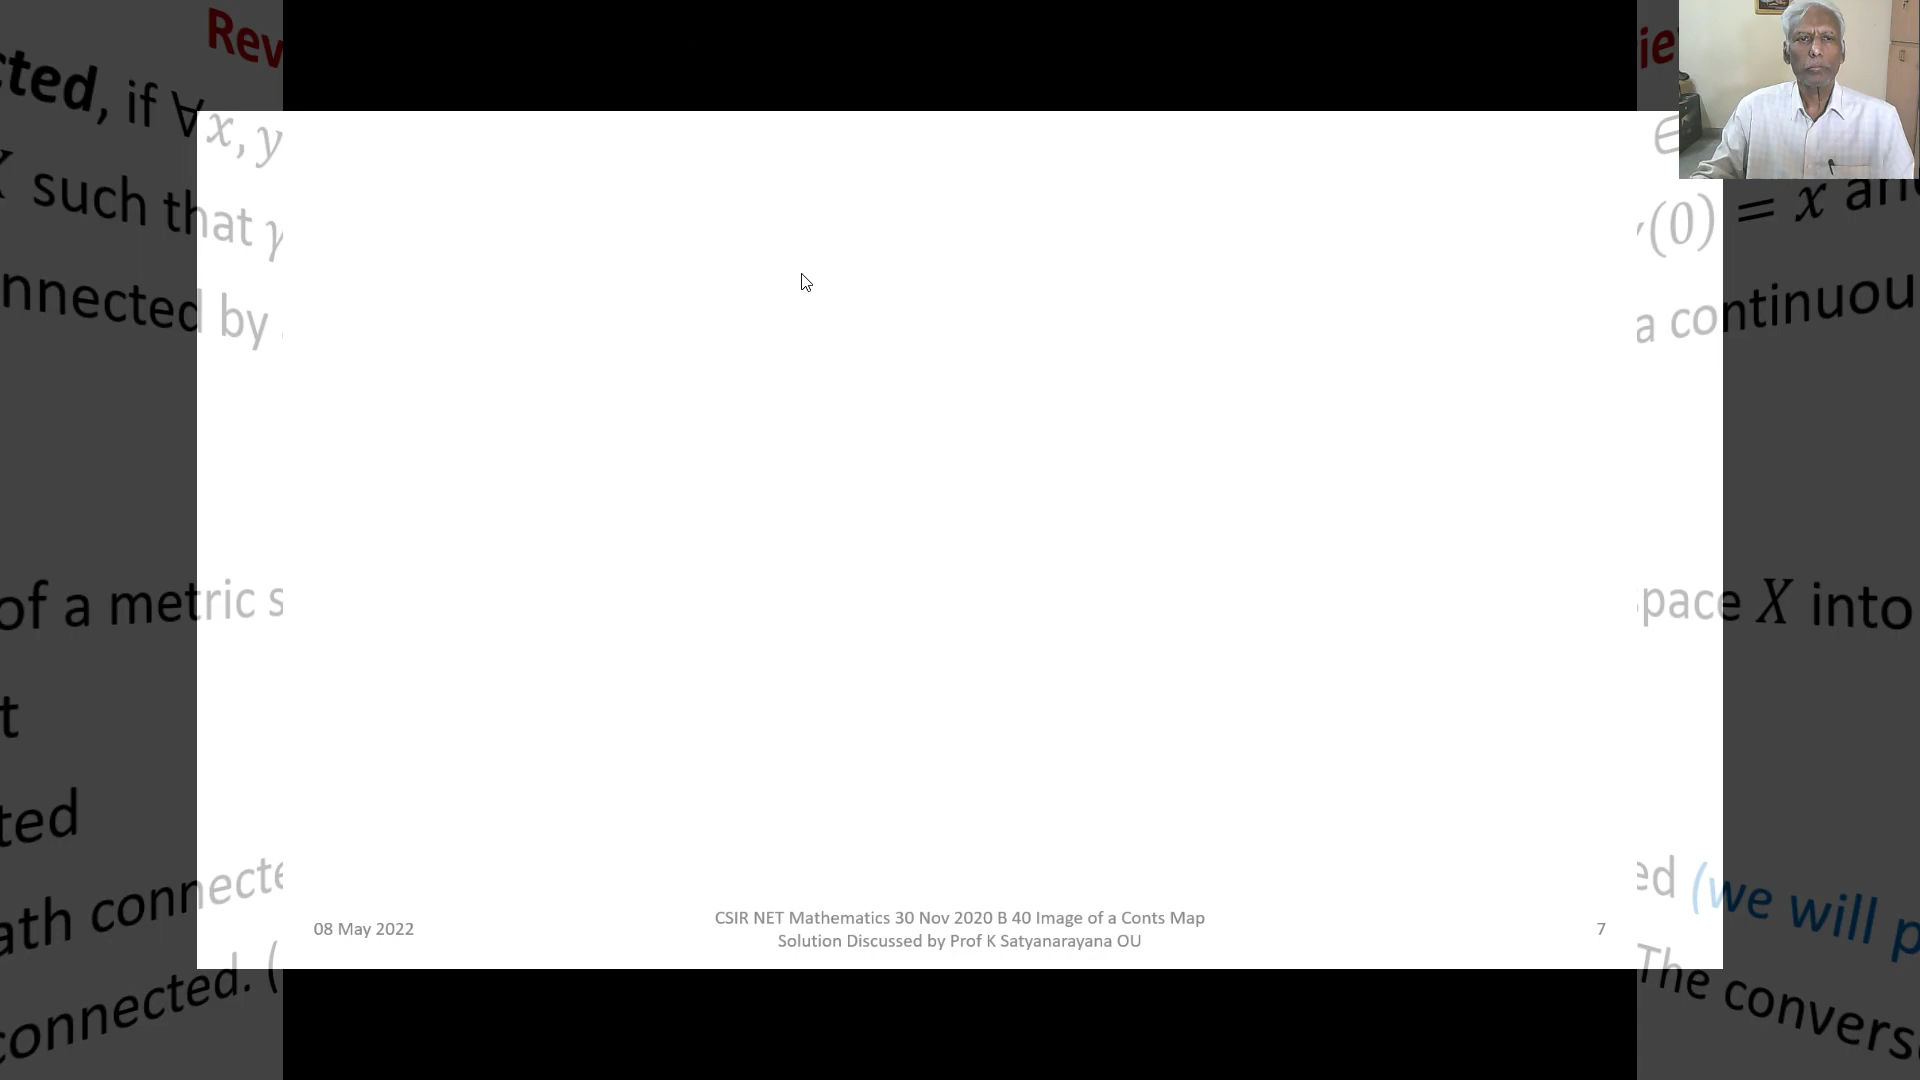 Rev
cted, if ∀x, y
X such that γ
nnected by
of a metric s
t
ted
ath connecte
connected. (
∈
γ(0) = x an
a continuou
pace X into
ed (we will p
The convers
08 May 2022
CSIR NET Mathematics 30 Nov 2020 B 40 Image of a Conts Map
Solution Discussed by Prof K Satyanarayana OU
7